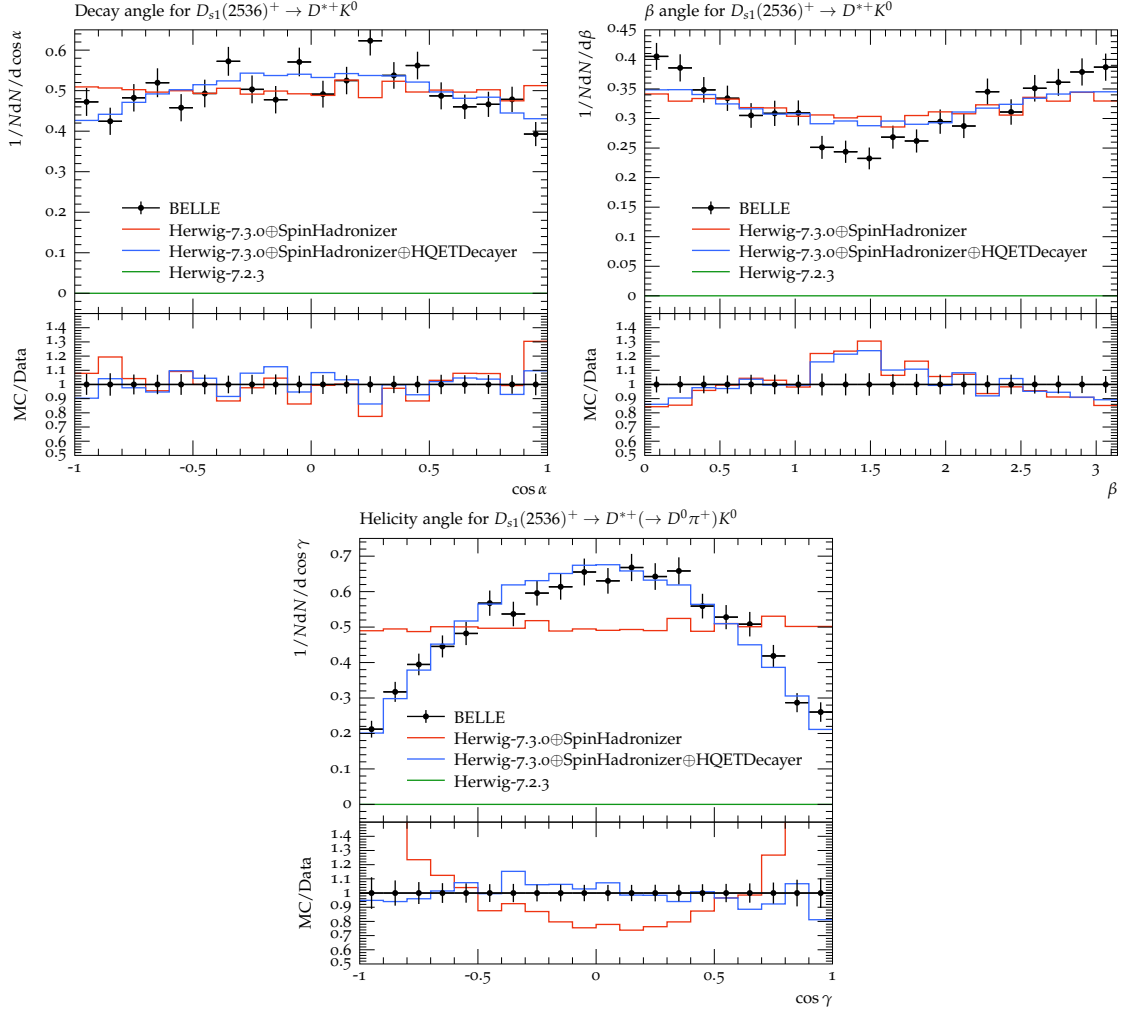 Decay angle for D_{s1}(2536)^+ → D^{*+}K^0
1/NdN/d cos α
0.6
0.5
0.4
0.3
0.2
0.1
0
BELLE
Herwig-7.3.0⊕SpinHadronizer
Herwig-7.3.0⊕SpinHadronizer⊕HQETDecayer
Herwig-7.2.3
MC/Data
1.4
1.3
1.2
1.1
1
0.9
0.8
0.7
0.6
0.5
-1 -0.5 0 0.5 1
cos α
β angle for D_{s1}(2536)^+ → D^{*+}K^0
1/NdN/dβ
0.45
0.4
0.35
0.3
0.25
0.2
0.15
0.1
0.05
0
BELLE
Herwig-7.3.0⊕SpinHadronizer
Herwig-7.3.0⊕SpinHadronizer⊕HQETDecayer
Herwig-7.2.3
MC/Data
1.4
1.3
1.2
1.1
1
0.9
0.8
0.7
0.6
0.5
0 0.5 1 1.5 2 2.5 3
β
Helicity angle for D_{s1}(2536)^+ → D^{*+}(→ D^0π^+)K^0
1/NdN/d cos γ
0.7
0.6
0.5
0.4
0.3
0.2
0.1
0
BELLE
Herwig-7.3.0⊕SpinHadronizer
Herwig-7.3.0⊕SpinHadronizer⊕HQETDecayer
Herwig-7.2.3
MC/Data
1.4
1.3
1.2
1.1
1
0.9
0.8
0.7
0.6
0.5
-1 -0.5 0 0.5 1
cos γ